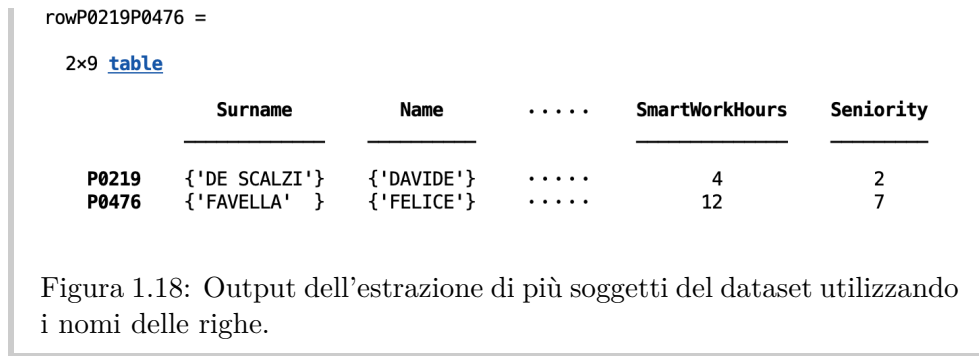 rowP0219P0476 =
2×9 table
Surname Name ..... SmartWorkHours Seniority
P0219 {'DE SCALZI'} {'DAVIDE'} ..... 4 2
P0476 {'FAVELLA' } {'FELICE'} ..... 12 7
Figura 1.18: Output dell'estrazione di più soggetti del dataset utilizzando
i nomi delle righe.